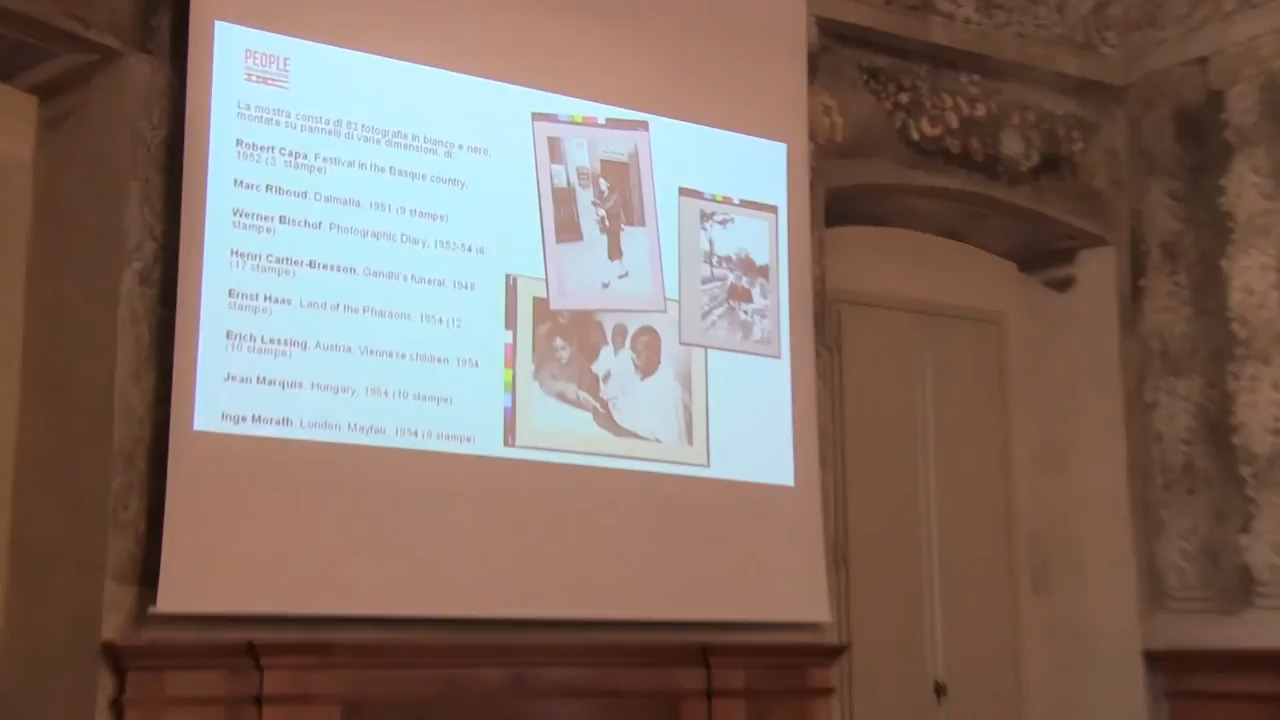 PEOPLE
La mostra consta di 83 fotografie in bianco e nero,
montate su pannelli di varie dimensioni, di:
Robert Capa, Festival in the Basque country,
1952 (3 stampe)
Marc Riboud, Dalmatia, 1951 (9 stampe)
Werner Bischof, Photographic Diary, 1952-54 (6
stampe)
Henri Cartier-Bresson, Gandhi's funeral, 1948
(17 stampe)
Ernst Haas, Land of the Pharaons, 1954 (12
stampe)
Erich Lessing, Austria, Viennese children, 1954
(10 stampe)
Jean Marquis, Hungary, 1954 (10 stampe)
Inge Morath, London, Mayfair, 1954 (9 stampe)